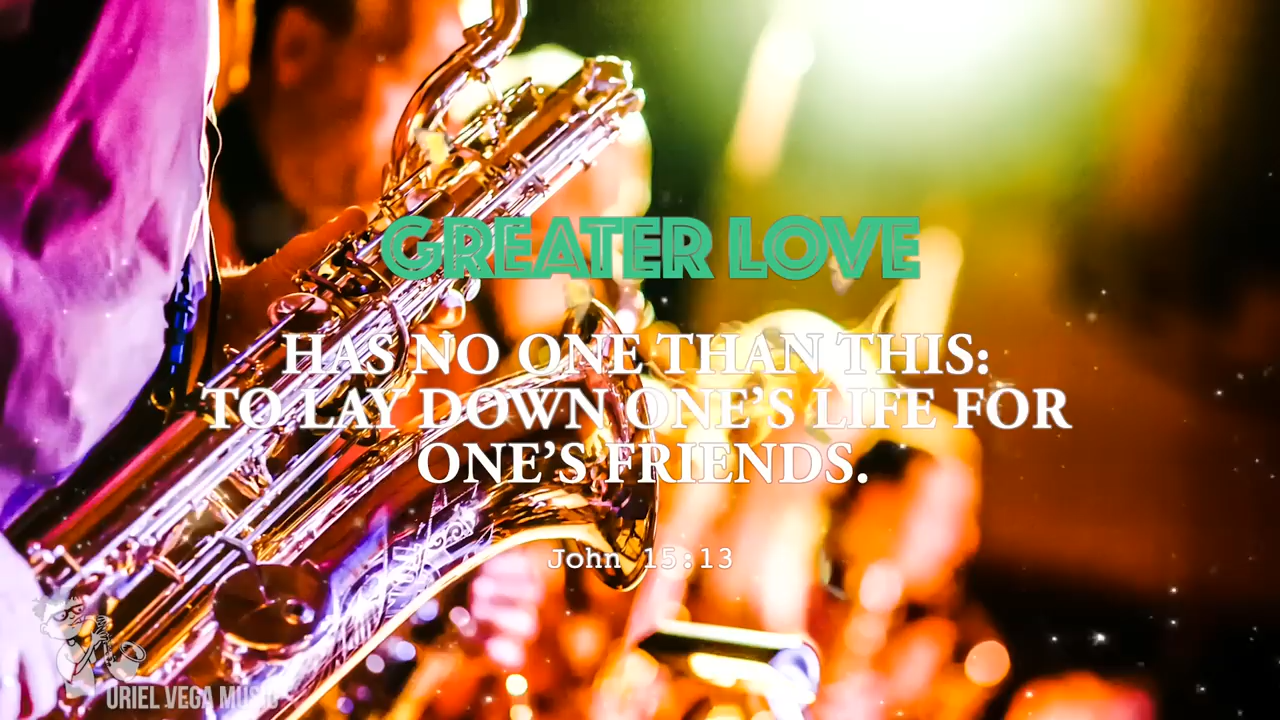 GREATER LOVE
HAS NO ONE THAN THIS:
TO LAY DOWN ONE’S LIFE FOR
ONE’S FRIENDS.
John 15:13
URIEL VEGA MUSIC